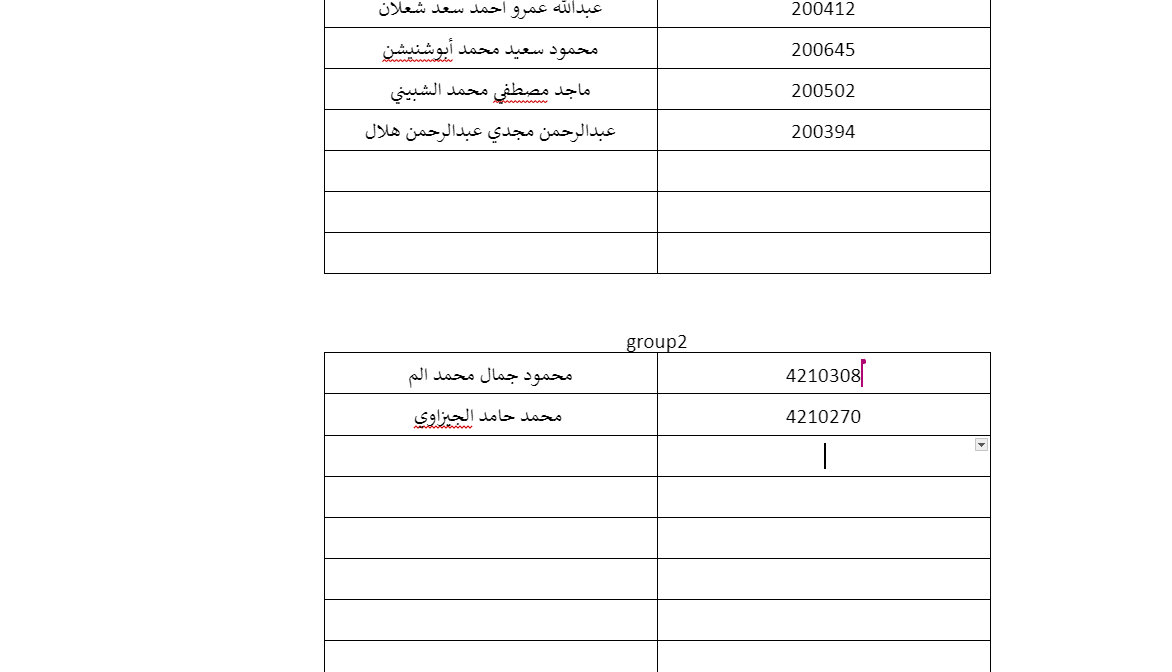 عبدالله عمرو احمد سعد شعلان 200412
محمود سعيد محمد أبوشنيشن 200645
ماجد مصطفي محمد الشبيني 200502
عبدالرحمن مجدي عبدالرحمن هلال 200394
group2
محمود جمال محمد الم 4210308
محمد حامد الجيزاوي 4210270